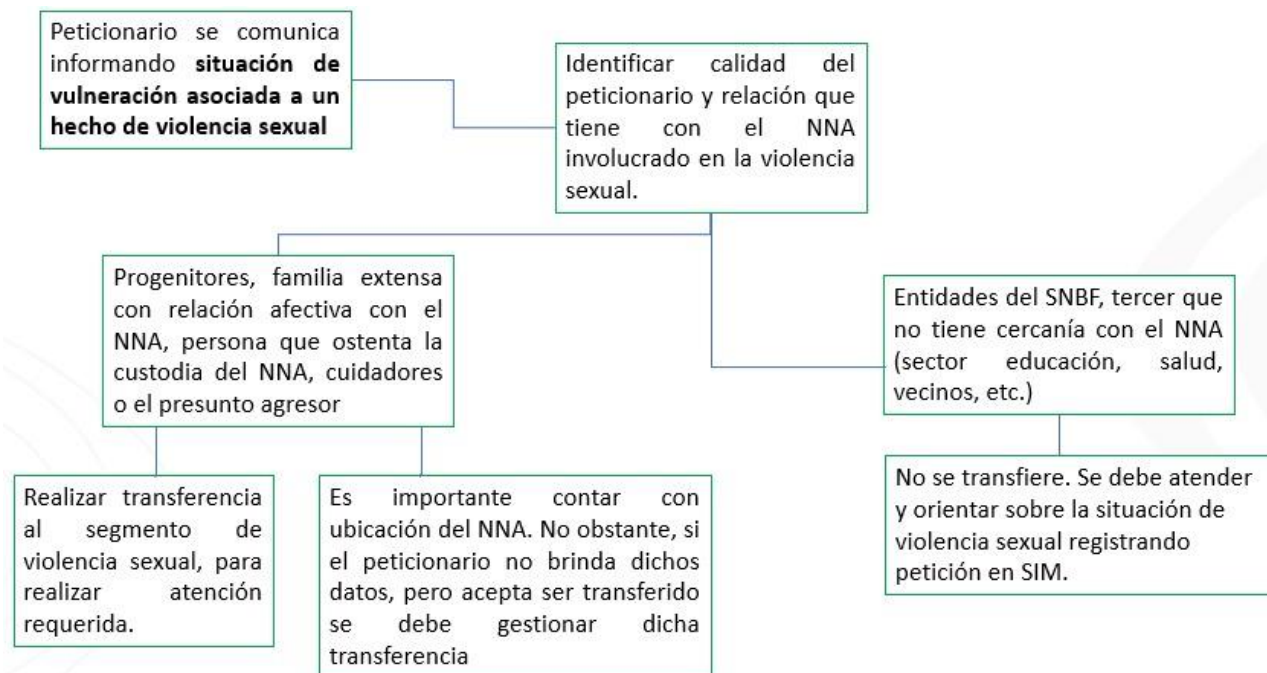 Peticionario se comunica
informando situación de
vulneración asociada a un
hecho de violencia sexual
Identificar calidad del
peticionario y relación que
tiene con el NNA
involucrado en la violencia
sexual.
Progenitores, familia extensa
con relación afectiva con el
NNA, persona que ostenta la
custodia del NNA, cuidadores
o el presunto agresor
Entidades del SNBF, tercer que
no tiene cercanía con el NNA
(sector educación, salud,
vecinos, etc.)
Realizar transferencia
al segmento de
violencia sexual, para
realizar atención
requerida.
Es importante contar con
ubicación del NNA. No obstante, si
el peticionario no brinda dichos
datos, pero acepta ser transferido
se debe gestionar dicha
transferencia
No se transfiere. Se debe atender
y orientar sobre la situación de
violencia sexual registrando
petición en SIM.